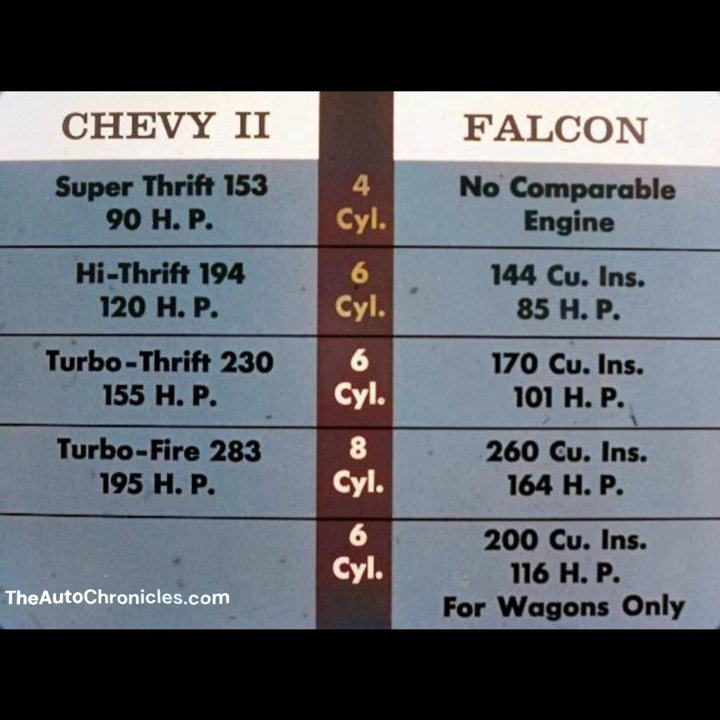 CHEVY II FALCON
Super Thrift 153 4 No Comparable
90 H. P. Cyl. Engine
Hi-Thrift 194 6 144 Cu. Ins.
120 H. P. Cyl. 85 H. P.
Turbo-Thrift 230 6 170 Cu. Ins.
155 H. P. Cyl. 101 H. P.
Turbo-Fire 283 8 260 Cu. Ins.
195 H. P. Cyl. 164 H. P.
6 200 Cu. Ins.
Cyl. 116 H. P.
For Wagons Only
TheAutoChronicles.com